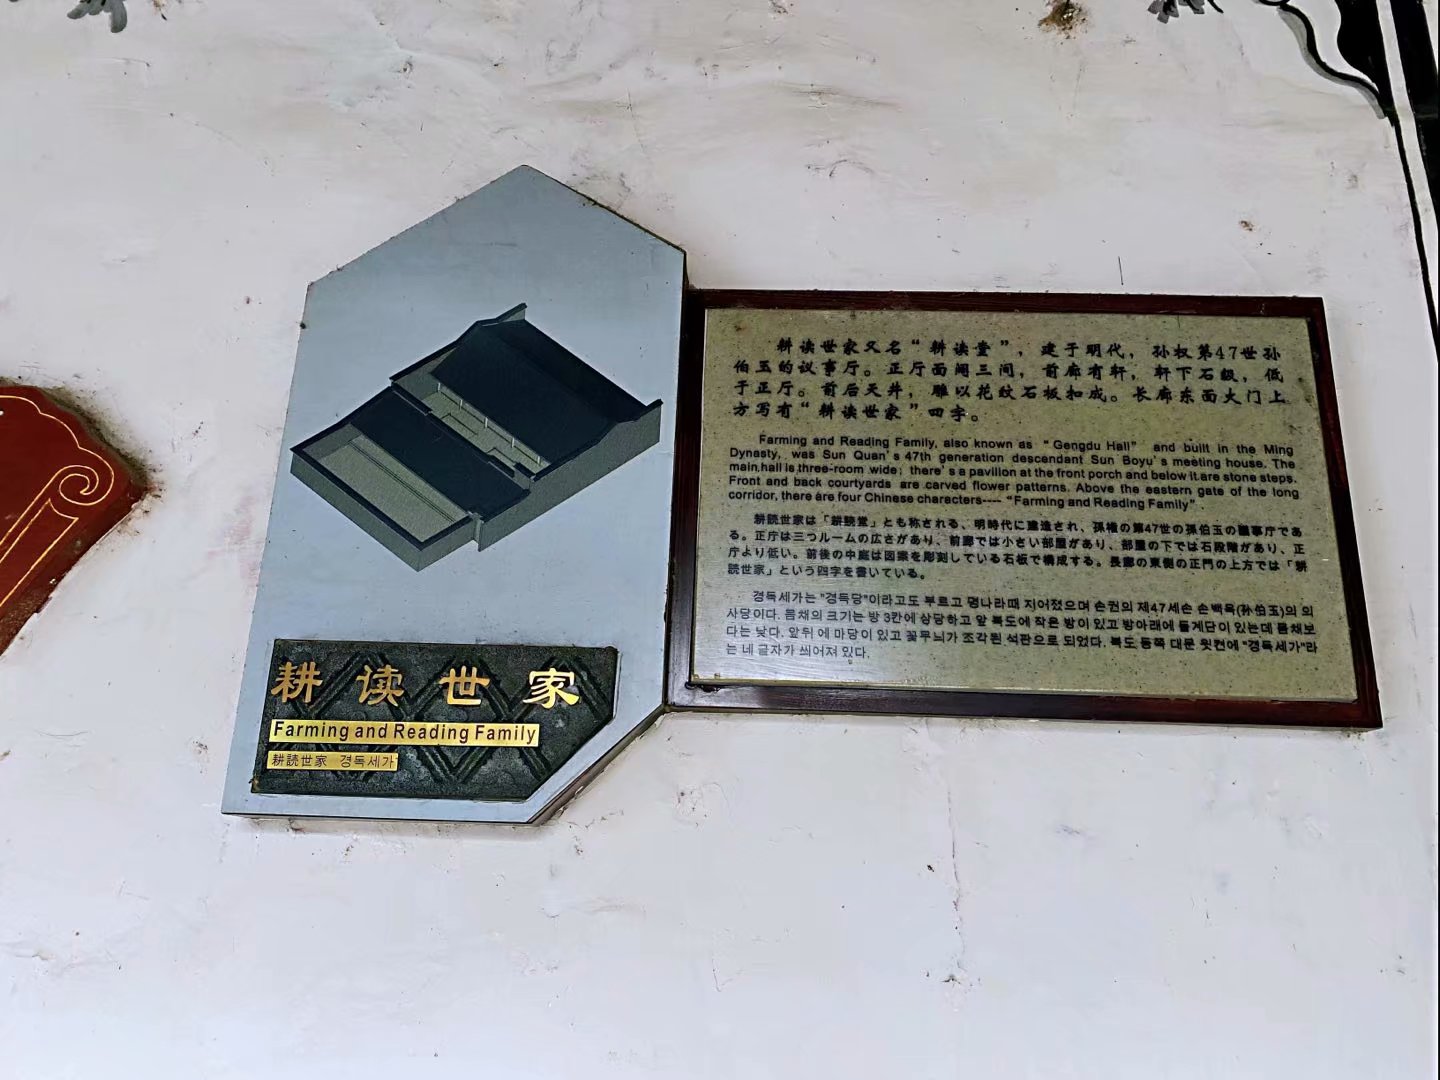 耕读世家
Farming and Reading Family
耕読世家 경독세가
耕读世家又名“耕读堂”，建于明代，孙权第47世孙
伯玉的议事厅。正厅面阔三间，前廊有轩，轩下石级，低
于正厅。前后天井，雕以花纹石板扣成。长廊东面大门上
方写有“耕读世家”四字。
Farming and Reading Family, also known as “Gengdu Hall” and built in the Ming
Dynasty, was Sun Quan's 47th generation descendant Sun Boyu's meeting house. The
main hall is three-room wide; there's a pavilion at the front porch and below it are stone steps.
Front and back courtyards are carved flower patterns. Above the eastern gate of the long
corridor, there are four Chinese characters----“Farming and Reading Family”.
耕読世家は「耕読堂」とも称される、明時代に建造され、孫権の第47世の孫伯玉の議事庁であ
る。正庁は三つルームの広さがあり、前廊では小さい部屋があり、部屋の下では石段階があり、正
庁より低い。前後の中庭は図案を彫刻している石板で構成する。長廊の東側の正門の上方では「耕
読世家」という四字を書いている。
경독세가는 "경독당"이라고도 부르고 명나라때 지어졌으며 손권의 제47세손 손백옥(孙伯玉)의 의
사당이다. 몸채의 크기는 방 3칸에 상당하고 앞 복도에 작은 방이 있고 방아래에 돌계단이 있는데 몸채보
다는 낮다. 앞뒤 에 마당이 있고 꽃무늬가 조각된 석판으로 되었다. 복도 동쪽 대문 윗켠에 "경독세가"라
는 네 글자가 씌어져 있다.